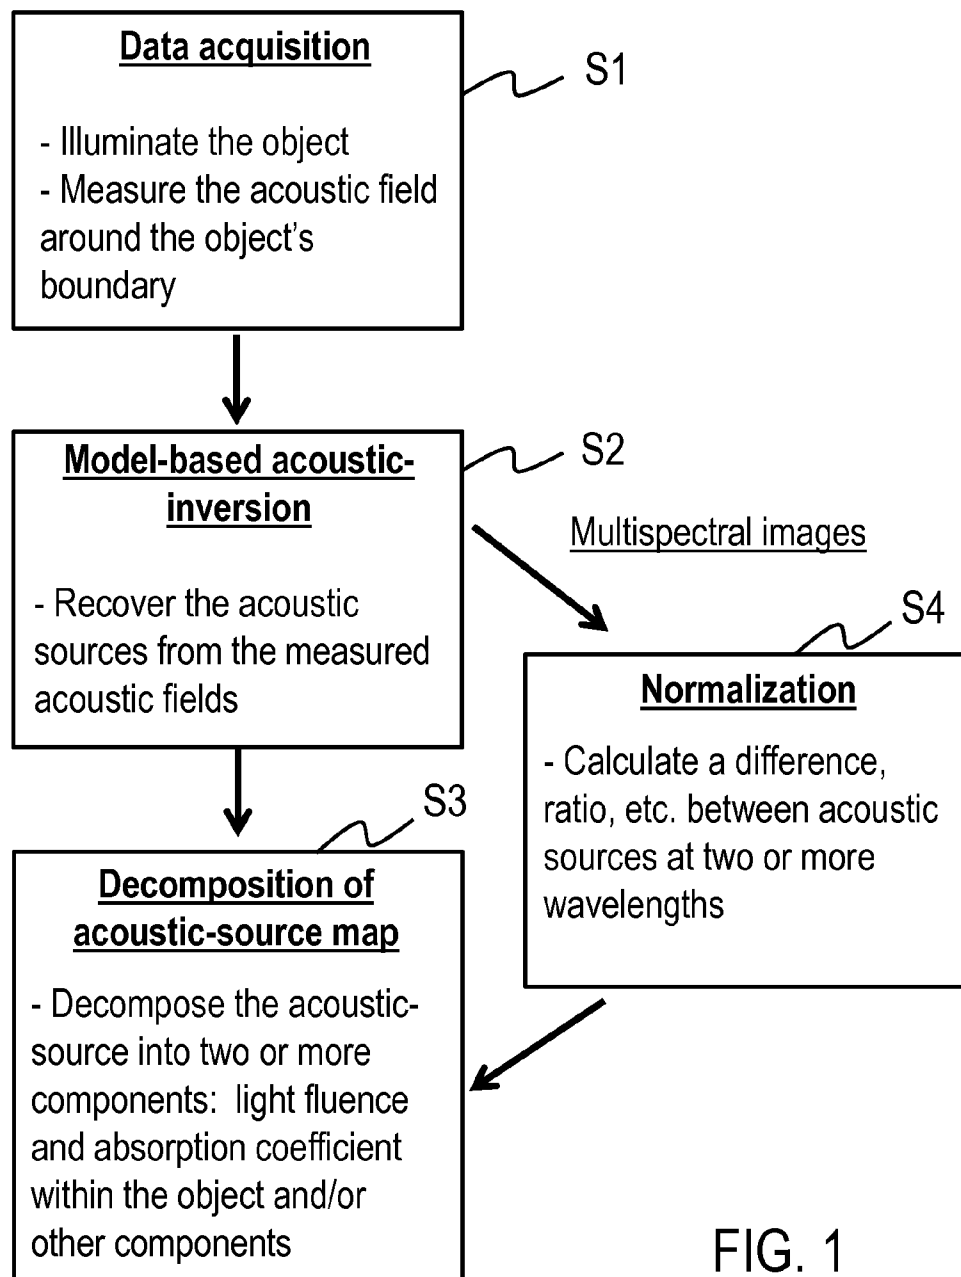 Data acquisition
S1
- Illuminate the object
- Measure the acoustic field
around the object's
boundary
Model-based acoustic-
inversion
S2
- Recover the acoustic
sources from the measured
acoustic fields
Multispectral images
S4
Normalization
- Calculate a difference,
ratio, etc. between acoustic
sources at two or more
wavelengths
S3
Decomposition of
acoustic-source map
- Decompose the acoustic-
source into two or more
components: light fluence
and absorption coefficient
within the object and/or
other components
FIG. 1